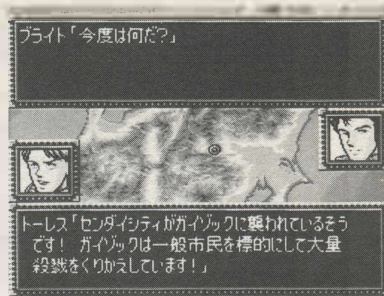 ブライト「今度は何だ?」
トーレス「センダイシティがガイゾックに襲われているそう
です! ガイゾックは一般市民を標的にして大量
殺戮をくりかえしています!」